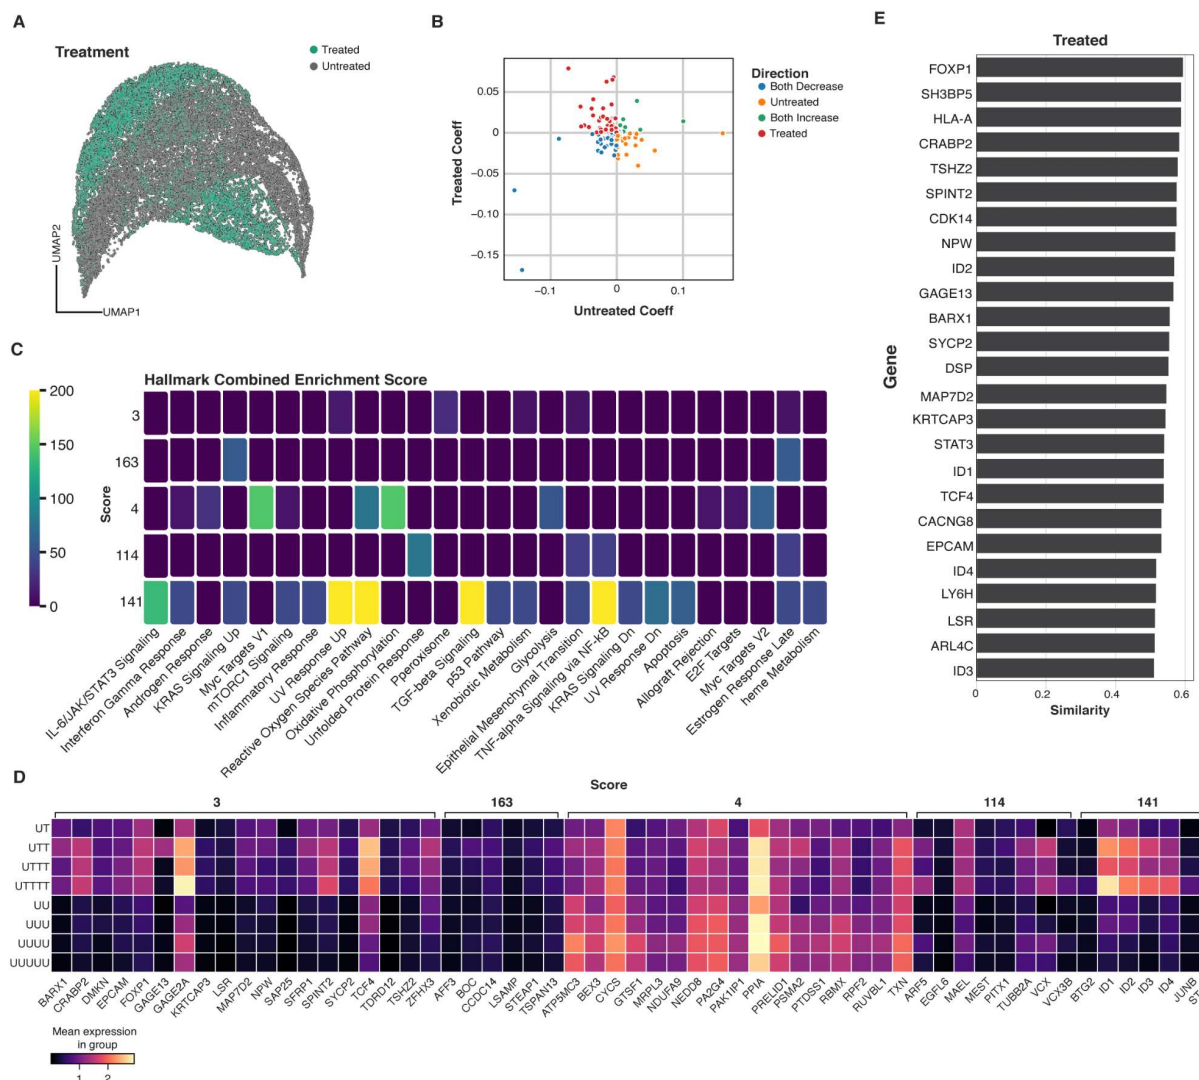 A
Treatment
Treated
Untreated
UMAP2
UMAP1
B
0.05
0
−0.05
−0.10
−0.15
Treated Coeff
−0.1
0
0.1
Untreated Coeff
Direction
Both Decrease
Untreated
Both Increase
Treated
E
Treated
FOXP1
SH3BP5
HLA-A
CRABP2
TSHZ2
SPINT2
CDK14
NPW
ID2
GAGE13
BARX1
SYCP2
DSP
MAP7D2
KRTCAP3
STAT3
ID1
TCF4
CACNG8
EPCAM
ID4
LY6H
LSR
ARL4C
ID3
Gene
0
0.2
0.4
0.6
Similarity
C
Hallmark Combined Enrichment Score
200
150
100
50
0
Score
3
163
4
114
141
IL-6/JAK/STAT3 Signaling
Interferon Gamma Response
Androgen Response
KRAS Signaling Up
Myc Targets V1
mTORC1 Signaling
Inflammatory Response
UV Response Up
Reactive Oxygen Species Pathway
Oxidative Phosphorylation
Unfolded Protein Response
Pperoxisome
TGF-beta Signaling
p53 Pathway
Xenobiotic Metabolism
Glycolysis
Epithelial Mesenchymal Transition
TNF-alpha Signaling via NF-kB
KRAS Signaling Dn
UV Response Dn
Apoptosis
Allograft Rejection
E2F Targets
Myc Targets V2
Estrogen Response Late
heme Metabolism
D
Score
3
163
4
114
141
UT
UTT
UTTT
UTTTT
UU
UUU
UUUU
UUUUU
BARX1
CRABP2
DMKN
EPCAM
FOXP1
GAGE13
GAGE2A
KRTCAP3
LSR
MAP7D2
NPW
SAP25
SFRP1
SPINT2
SYCP2
TCF4
TDRD12
TSHZ2
ZFHX3
AFF3
BOC
CCDC14
LSAMP
STEAP1
TSPAN13
ATP5MC3
BEX3
CYCS
GTSF1
MRPL3
NDUFA9
NEDD8
PA2G4
PAK1IP1
PPIA
PRELID1
PSMA2
PTDSS1
RBMX
RPF2
RUVBL1
TXN
ARF5
EGFL6
MAEL
MEST
PITX1
TUBB2A
VCX
VCX3B
BTG2
ID1
ID2
ID3
ID4
JUNB
Mean expression
in group
1
2